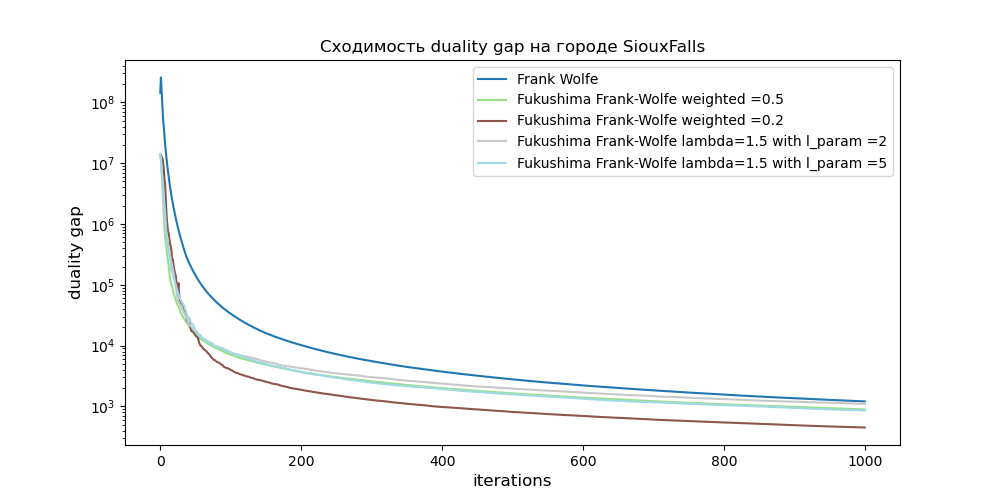 Сходимость duality gap на городе SiouxFalls
Frank Wolfe
Fukushima Frank-Wolfe weighted =0.5
Fukushima Frank-Wolfe weighted =0.2
Fukushima Frank-Wolfe lambda=1.5 with l_param =2
Fukushima Frank-Wolfe lambda=1.5 with l_param =5
duality gap
10⁸
10⁷
10⁶
10⁵
10⁴
10³
0 200 400 600 800 1000
iterations